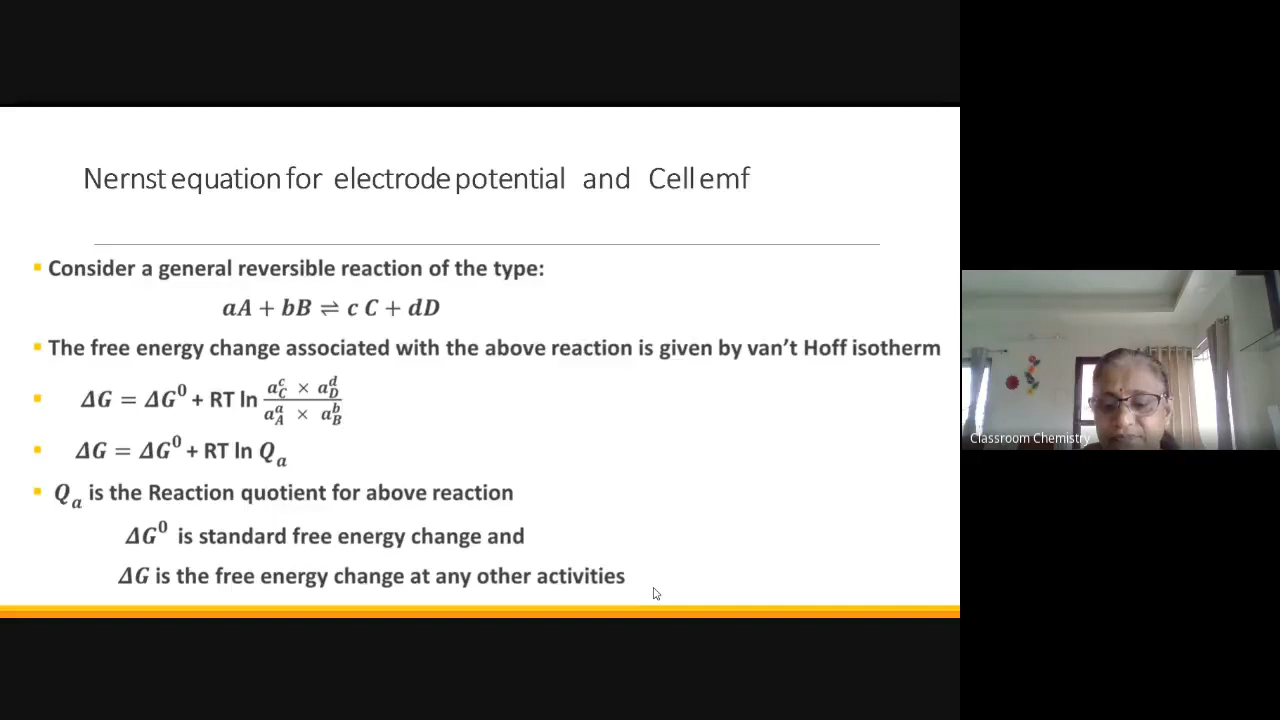 Nernst equation for electrode potential and Cell emf
▪ Consider a general reversible reaction of the type:
aA + bB ⇌ c C + dD
▪ The free energy change associated with the above reaction is given by van't Hoff isotherm
▪ ΔG = ΔG⁰ + RT ln (a_C^c × a_D^d) / (a_A^a × a_B^b)
▪ ΔG = ΔG⁰ + RT ln Qₐ
▪ Qₐ is the Reaction quotient for above reaction
ΔG⁰ is standard free energy change and
ΔG is the free energy change at any other activities
Classroom Chemistry